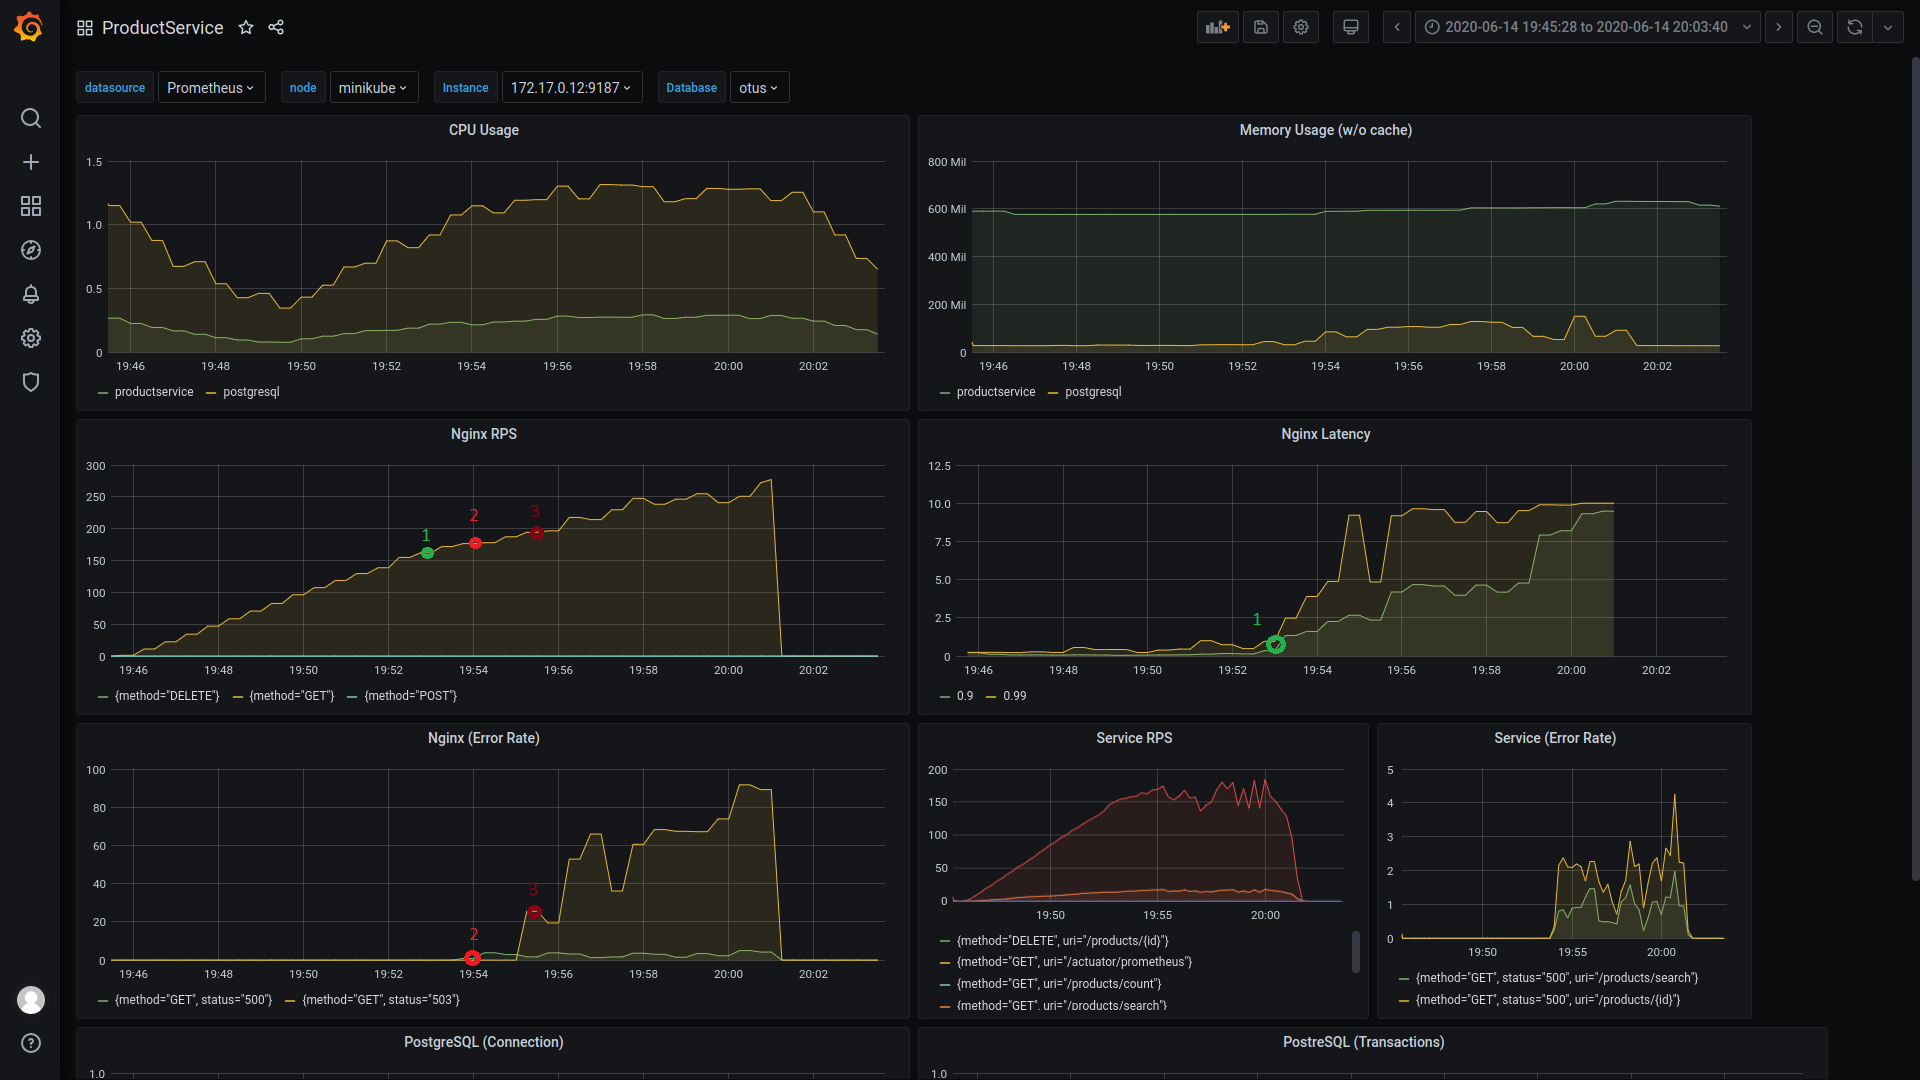 ProductService
2020-06-14 19:45:28 to 2020-06-14 20:03:40
datasource Prometheus node minikube Instance 172.17.0.12:9187 Database otus
CPU Usage
1.5
1.0
0.5
0
19:46 19:48 19:50 19:52 19:54 19:56 19:58 20:00 20:02
productservice postgresql
Memory Usage (w/o cache)
800 Mil
600 Mil
400 Mil
200 Mil
0
19:46 19:48 19:50 19:52 19:54 19:56 19:58 20:00 20:02
productservice postgresql
Nginx RPS
300
250
200
150
100
50
0
1
2
3
19:46 19:48 19:50 19:52 19:54 19:56 19:58 20:00 20:02
{method="DELETE"} {method="GET"} {method="POST"}
Nginx Latency
12.5
10.0
7.5
5.0
2.5
0
1
19:46 19:48 19:50 19:52 19:54 19:56 19:58 20:00 20:02
0.9 0.99
Nginx (Error Rate)
100
80
60
40
20
0
2
3
19:46 19:48 19:50 19:52 19:54 19:56 19:58 20:00 20:02
{method="GET", status="500"} {method="GET", status="503"}
Service RPS
200
150
100
50
0
19:50 19:55 20:00
{method="DELETE", uri="/products/{id}"}
{method="GET", uri="/actuator/prometheus"}
{method="GET", uri="/products/count"}
{method="GET", uri="/products/search"}
Service (Error Rate)
5
4
3
2
1
0
19:50 19:55 20:00
{method="GET", status="500", uri="/products/search"}
{method="GET", status="500", uri="/products/{id}"}
PostgreSQL (Connection)
1.0
PostreSQL (Transactions)
1.0